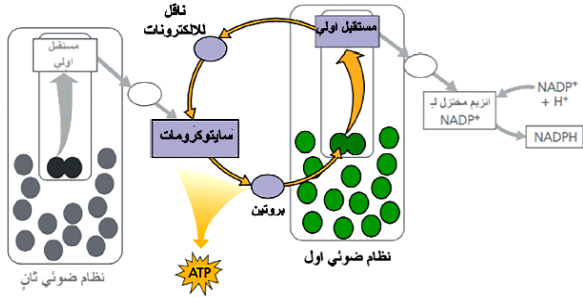 ناقل
للالكترونات
مستقبل
اولي
مستقبل اولي
سايتوكرومات
NADP⁺
+ H⁺
انزيم مختزل لـ
NADP⁺
NADPH
بروتين
ATP
نظام ضوئي اول
نظام ضوئي ثانٍ